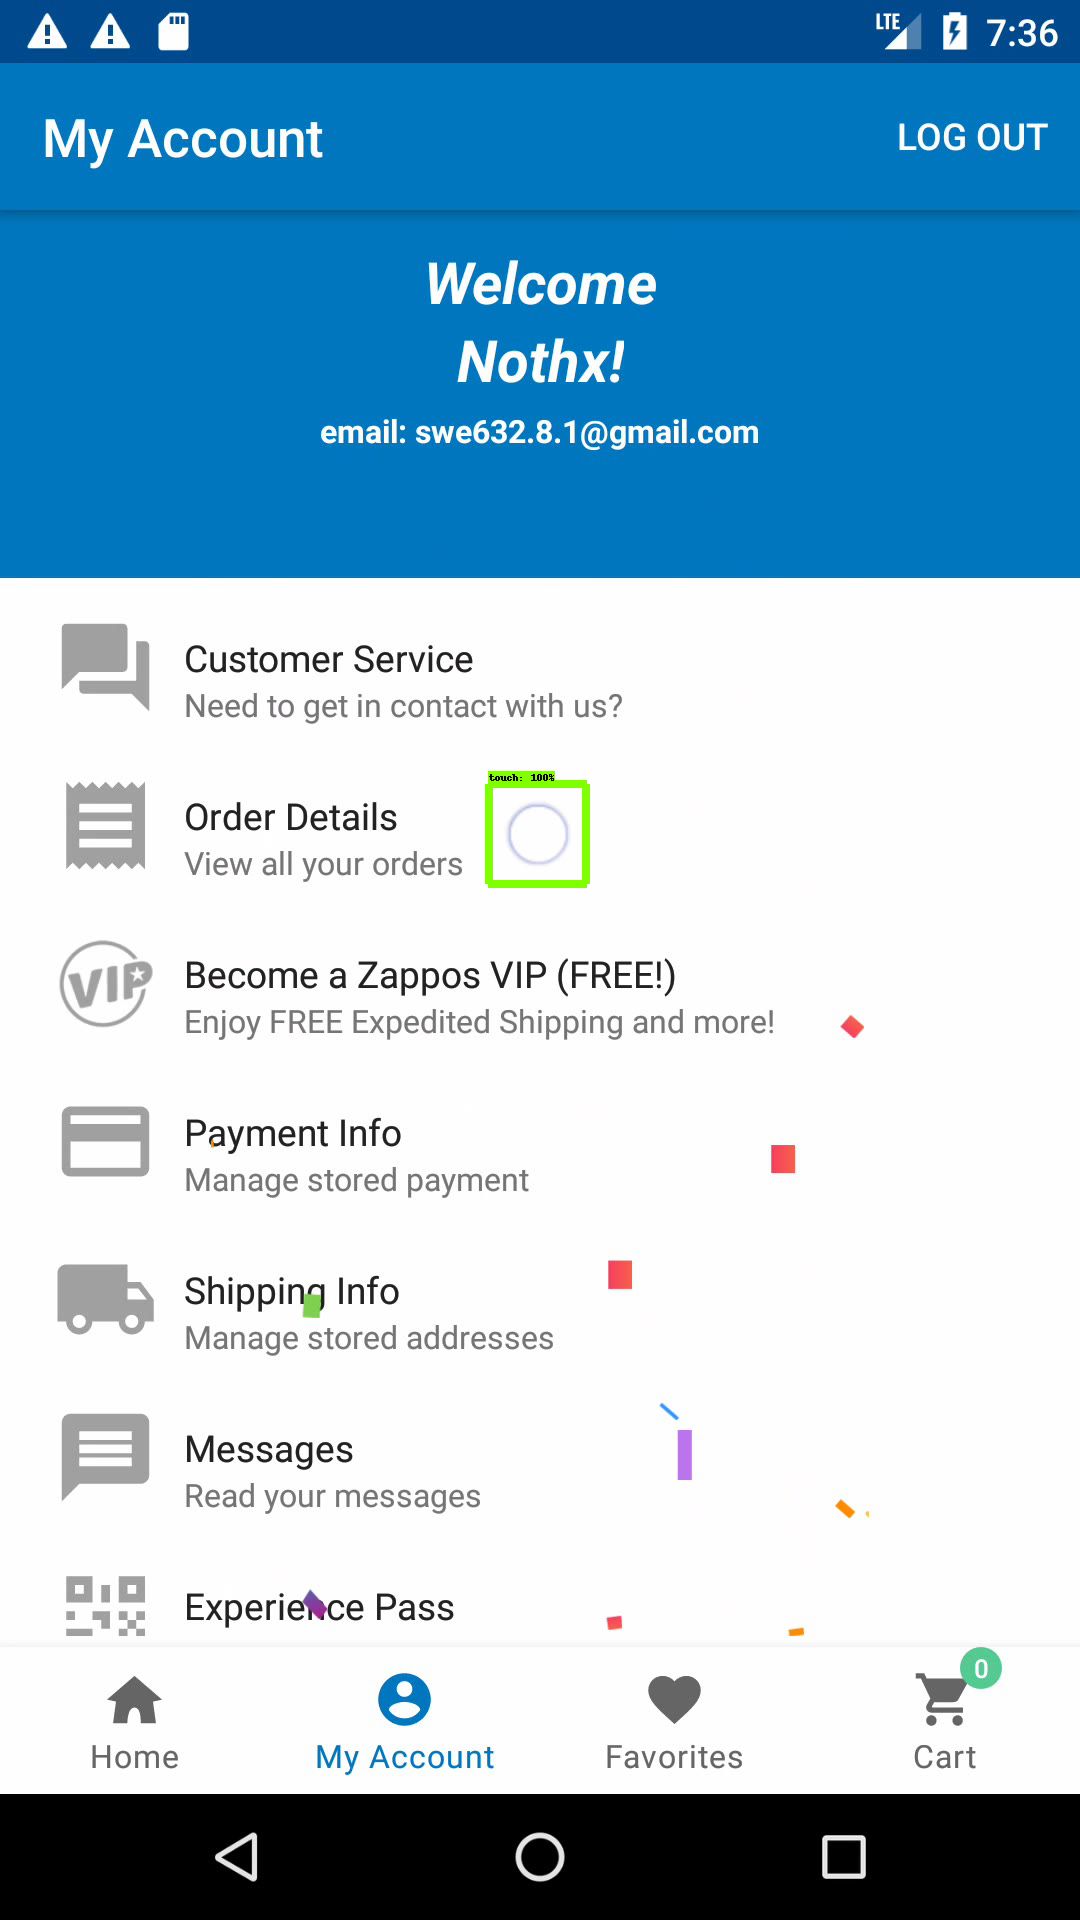 LTE 7:36
My Account LOG OUT
Welcome
Nothx!
email: swe632.8.1@gmail.com
Customer Service
Need to get in contact with us?
touch: 100%
Order Details
View all your orders
VIP
Become a Zappos VIP (FREE!)
Enjoy FREE Expedited Shipping and more!
Payment Info
Manage stored payment
Shipping Info
Manage stored addresses
Messages
Read your messages
Experience Pass
0
Home My Account Favorites Cart